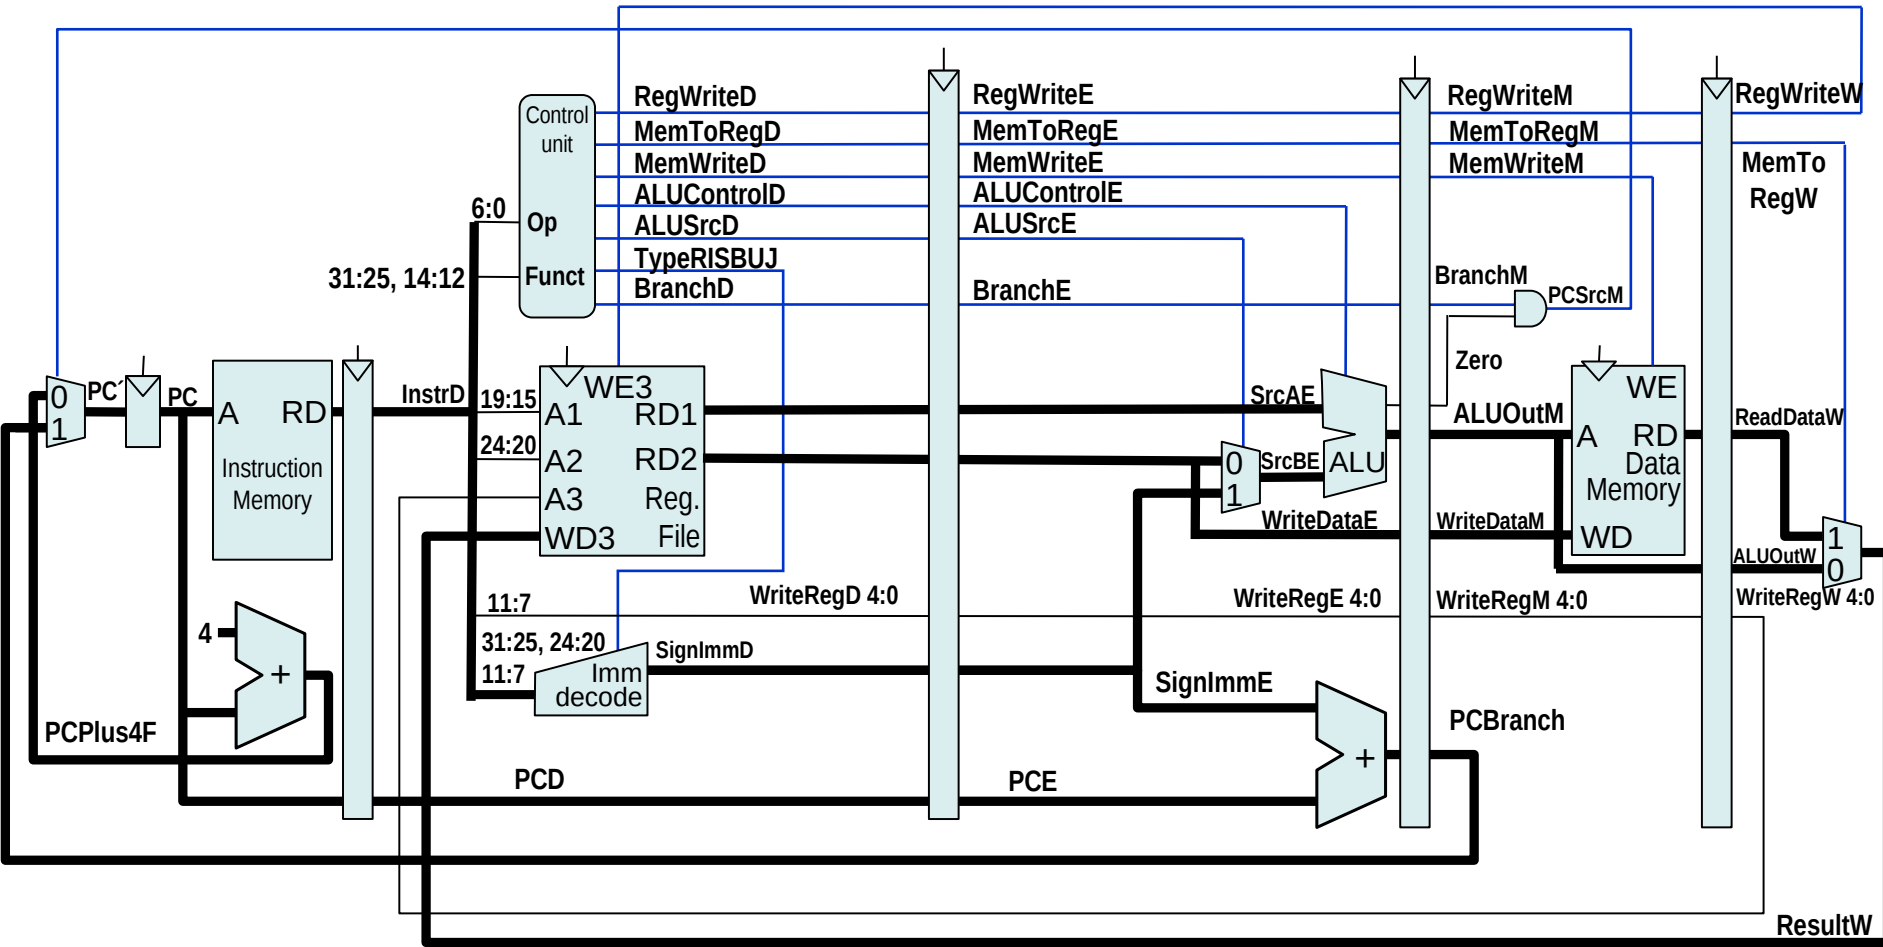 RegWriteD
RegWriteE
RegWriteM
RegWriteW
Control
unit
MemToRegD
MemToRegE
MemToRegM
MemWriteD
MemWriteE
MemWriteM
MemTo
RegW
ALUControlD
ALUControlE
6:0
Op
ALUSrcD
ALUSrcE
TypeRISBUJ
31:25, 14:12
Funct
BranchD
BranchE
BranchM
PCSrcM
Zero
0
1
PC´
PC
A
RD
Instruction
Memory
InstrD
19:15
24:20
WE3
A1
RD1
A2
RD2
A3
Reg.
WD3
File
SrcAE
0
1
SrcBE
ALU
WriteDataE
ALUOutM
WriteDataM
WE
A
RD
Data
Memory
WD
ReadDataW
ALUOutW
1
0
11:7
WriteRegD 4:0
WriteRegE 4:0
WriteRegM 4:0
WriteRegW 4:0
4
+
31:25, 24:20
11:7
Imm
decode
SignImmD
SignImmE
PCPlus4F
PCBranch
+
PCD
PCE
ResultW